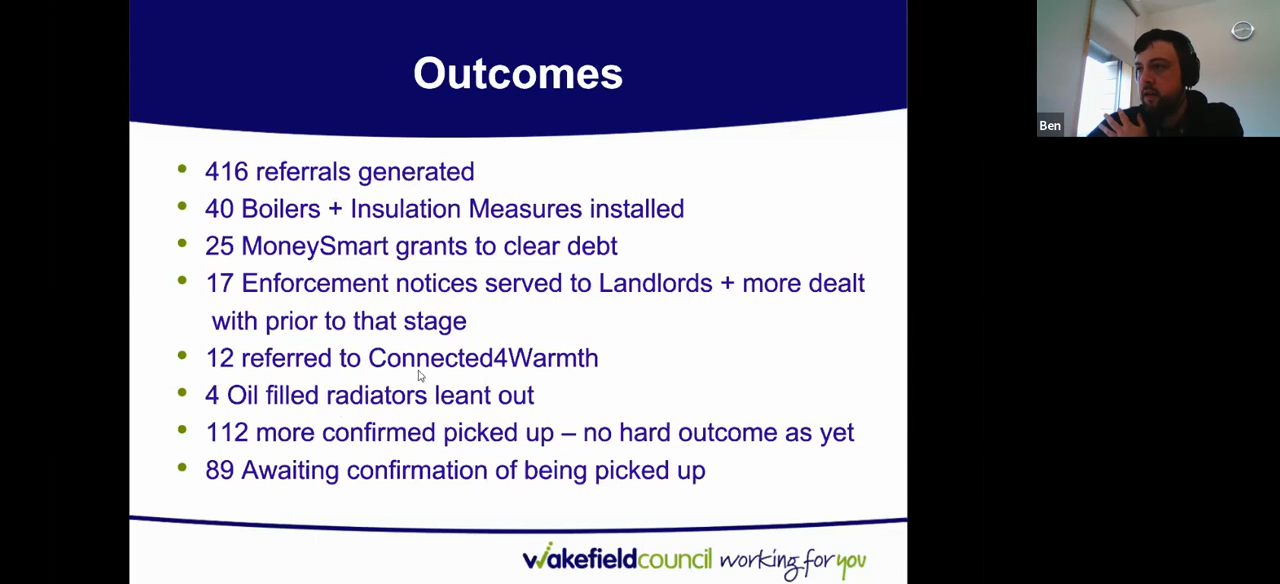 Outcomes
Ben
• 416 referrals generated
• 40 Boilers + Insulation Measures installed
• 25 MoneySmart grants to clear debt
• 17 Enforcement notices served to Landlords + more dealt
with prior to that stage
• 12 referred to Connected4Warmth
• 4 Oil filled radiators leant out
• 112 more confirmed picked up – no hard outcome as yet
• 89 Awaiting confirmation of being picked up
wakefieldcouncil working for you